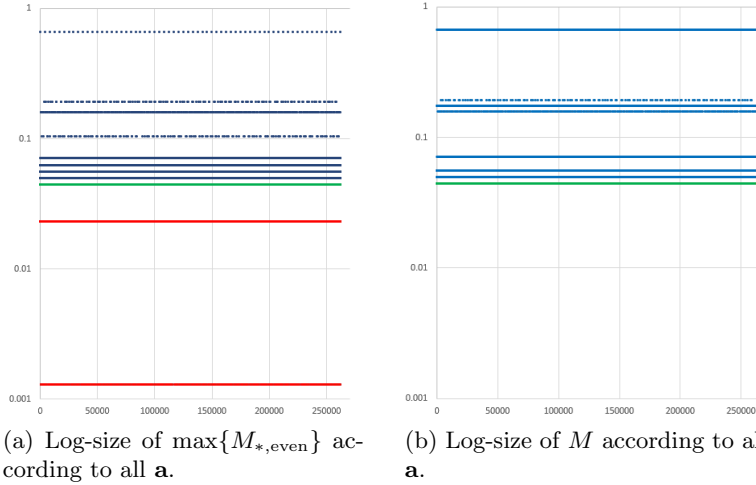 1
0.1
0.01
0.001
0 50000 100000 150000 200000 250000
(a) Log-size of max{M∗,even} ac-
cording to all a.
1
0.1
0.01
0.001
0 50000 100000 150000 200000 250000
(b) Log-size of M according to al
a.